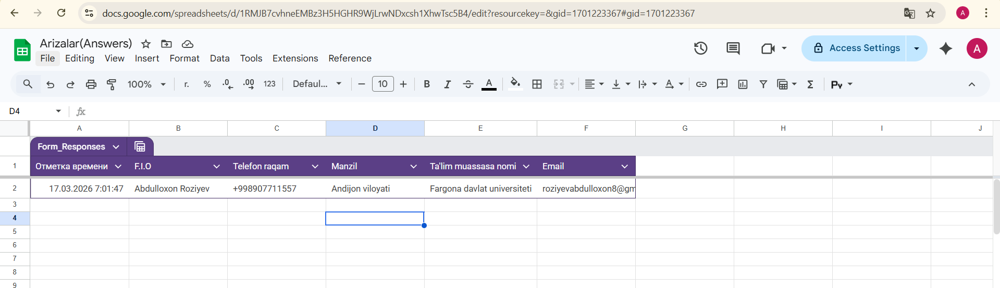 docs.google.com/spreadsheets/d/1RMJB7cvhneEMBz3H5HGHR9WjLrwNDxcsh1XhwTsc5B4/edit?resourcekey=&gid=1701223367#gid=1701223367
A
Arizalar(Answers)
File Editing View Insert Format Data Tools Extensions Reference
Access Settings
A
100% r. % .0 .00 123 Defaul... 10 B I S A Σ Py
D4 fx
A B C D E F G H I J
Form_Responses
1 Отметка времени F.I.O Telefon raqam Manzil Ta'lim muassasa nomi Email
2 17.03.2026 7:01:47 Abdulloxon Roziyev +998907711557 Andijon viloyati Fargona davlat universiteti roziyevabdulloxon8@gm
3
4
5
6
7
8
9